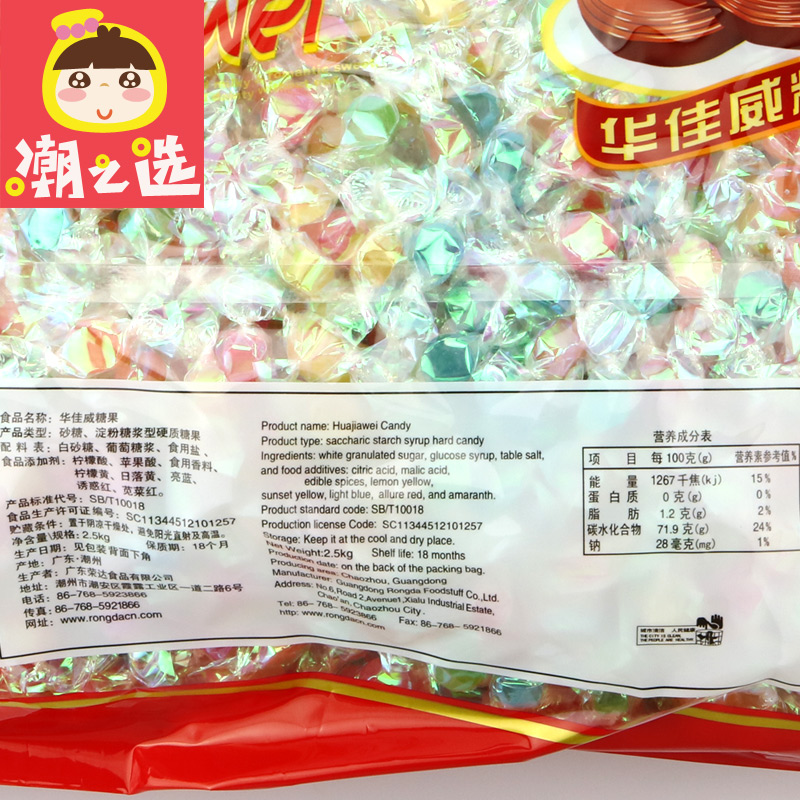 潮之选
华佳威
食品名称：华佳威糖果
产品类型：砂糖、淀粉糖浆型硬质糖果
配料表：白砂糖、葡萄糖浆、食用盐、
食品添加剂：柠檬酸、苹果酸、食用香料、
柠檬黄、日落黄、亮蓝、
诱惑红、苋菜红。
产品标准代号：SB/T10018
食品生产许可证编号：SC11344512101257
贮藏条件：置于阴凉干燥处，避免阳光直射及高温。
净含量\规格：2.5kg
生产日期：见包装背面下角 保质期：18个月
产地：广东·潮州
生产商：广东荣达食品有限公司
地址：潮州市潮安区霞露工业区一道二路6号
电话：86-768-5923866
传真：86-768-5921866
网址：www.rongdacn.com
Product name: Huajiawei Candy
Product type: saccharic starch syrup hard candy
Ingredients: white granulated sugar, glucose syrup, table salt,
and food additives: citric acid, malic acid,
edible spices, lemon yellow,
sunset yellow, light blue, allure red, and amaranth.
Product standard code: SB/T10018
Production license Code: SC11344512101257
Storage: Keep it at the cool and dry place.
Net Weight:2.5kg Shelf life: 18 months
Production date: on the back of the packing bag.
Producing area: Chaozhou, Guangdong
Manufacturer: Guangdong Rongda Foodstuff Co.,Ltd.
Address: No.6,Road 2,Avenue1,Xialu Industrial Estate,
Chao'an, Chaozhou City.
Tel: 86-768-5923866 Fax: 86-768-5921866
http: www.rongdacn.com
营养成分表
项 目 每100克(g) 营养素参考值%
能 量 1267千焦(kj) 15%
蛋白质 0克(g) 0%
脂 肪 1.2克(g) 2%
碳水化合物 71.9克(g) 24%
钠 28毫克(mg) 1%
城市清洁 人民健康
THE CITY IS CLEAN,
THE PEOPLE ARE HEALTHY